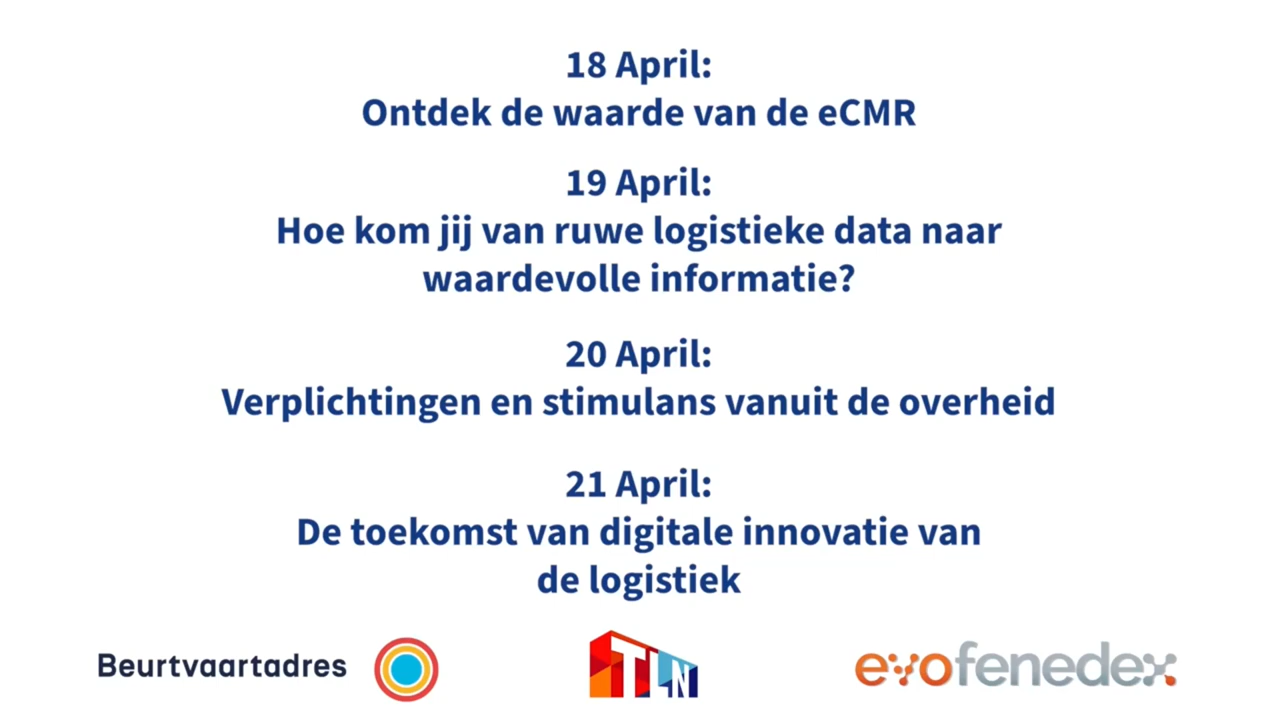 18 April:
Ontdek de waarde van de eCMR
19 April:
Hoe kom jij van ruwe logistieke data naar
waardevolle informatie?
20 April:
Verplichtingen en stimulans vanuit de overheid
21 April:
De toekomst van digitale innovatie van
de logistiek
Beurtvaartadres
TLN
evofenedex